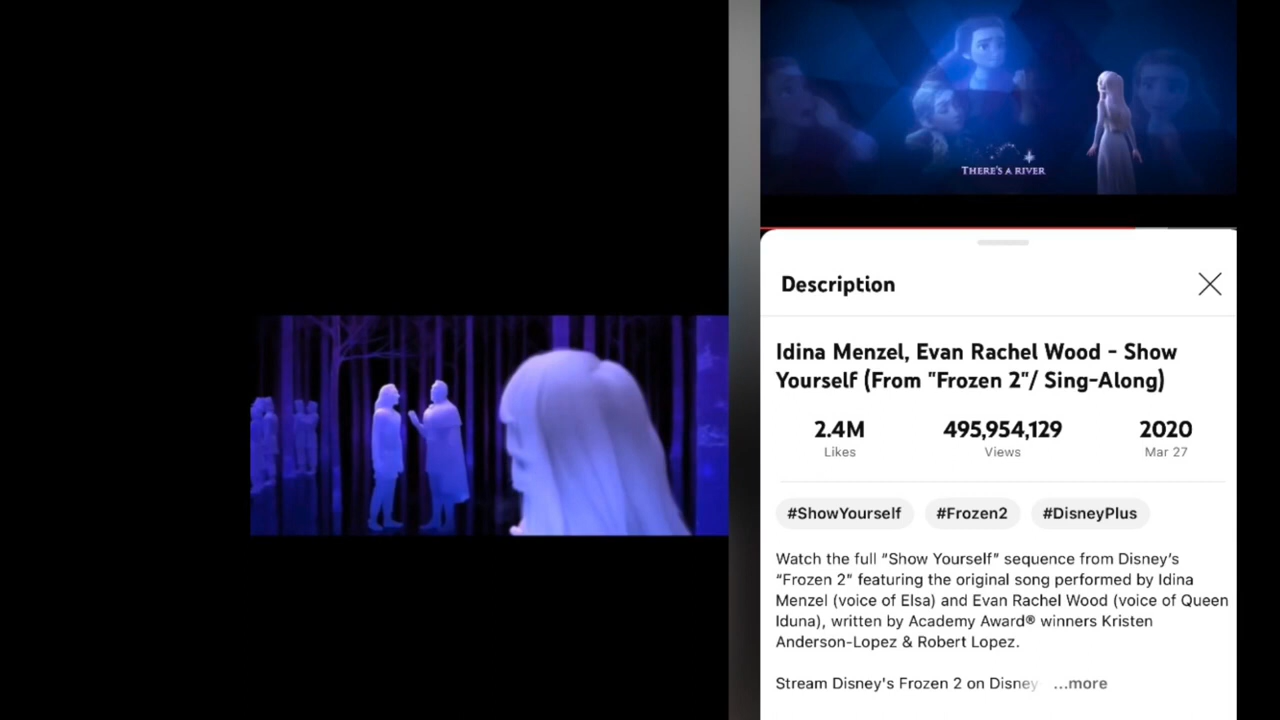 THERE'S A RIVER
Description
Idina Menzel, Evan Rachel Wood - Show
Yourself (From "Frozen 2"/ Sing-Along)
2.4M
495,954,129
2020
Likes
Views
Mar 27
#ShowYourself
#Frozen2
#DisneyPlus
Watch the full "Show Yourself" sequence from Disney's
"Frozen 2" featuring the original song performed by Idina
Menzel (voice of Elsa) and Evan Rachel Wood (voice of Queen
Iduna), written by Academy Award® winners Kristen
Anderson-Lopez & Robert Lopez.
Stream Disney's Frozen 2 on Disney ...more